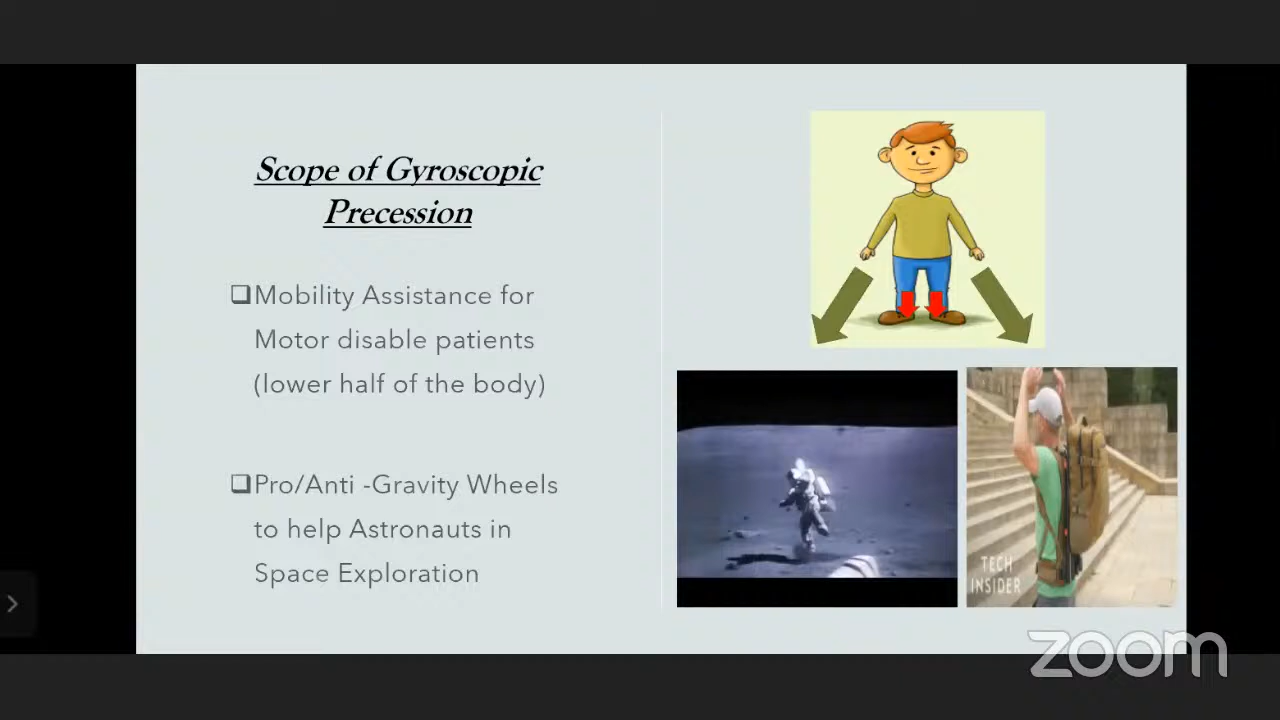 Scope of Gyroscopic
Precession
❑Mobility Assistance for
Motor disable patients
(lower half of the body)
❑Pro/Anti -Gravity Wheels
to help Astronauts in
Space Exploration
TECH
INSIDER
zoom